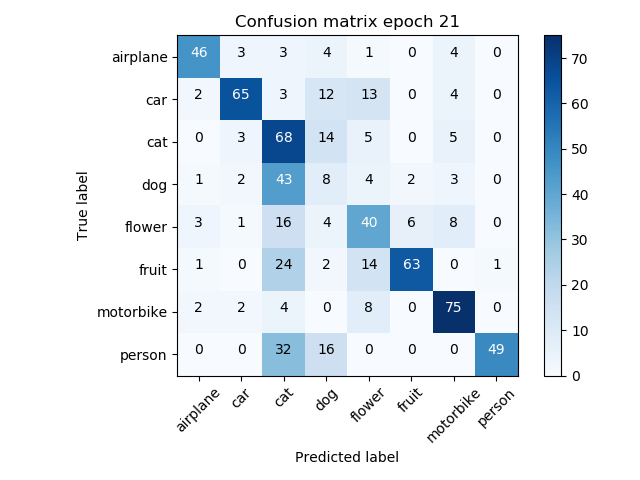 Confusion matrix epoch 21
True label
airplane 46 3 3 4 1 0 4 0
car 2 65 3 12 13 0 4 0
cat 0 3 68 14 5 0 5 0
dog 1 2 43 8 4 2 3 0
flower 3 1 16 4 40 6 8 0
fruit 1 0 24 2 14 63 0 1
motorbike 2 2 4 0 8 0 75 0
person 0 0 32 16 0 0 0 49
airplane car cat dog flower fruit motorbike person
Predicted label
70
60
50
40
30
20
10
0